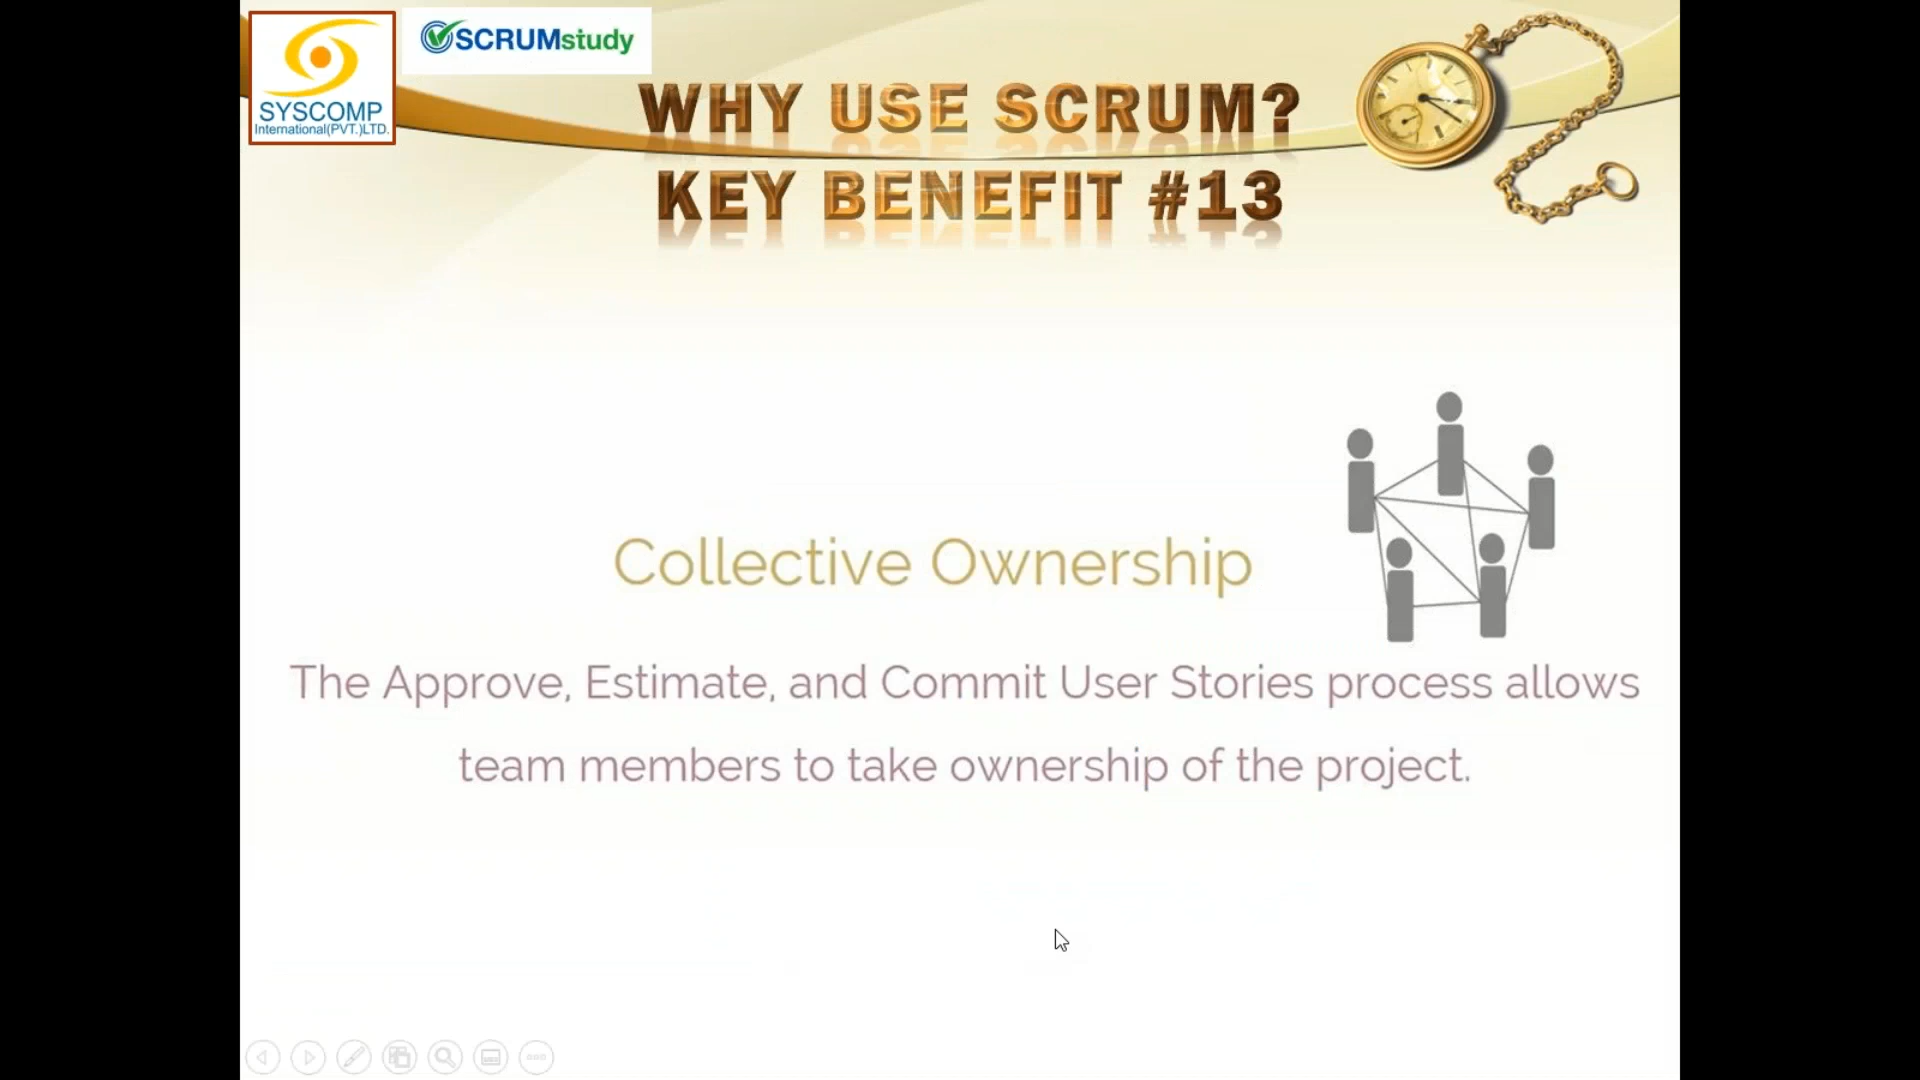 SYSCOMP
International(PVT.)LTD.
SCRUMstudy
WHY USE SCRUM?
KEY BENEFIT #13
Collective Ownership
The Approve, Estimate, and Commit User Stories process allows
team members to take ownership of the project.